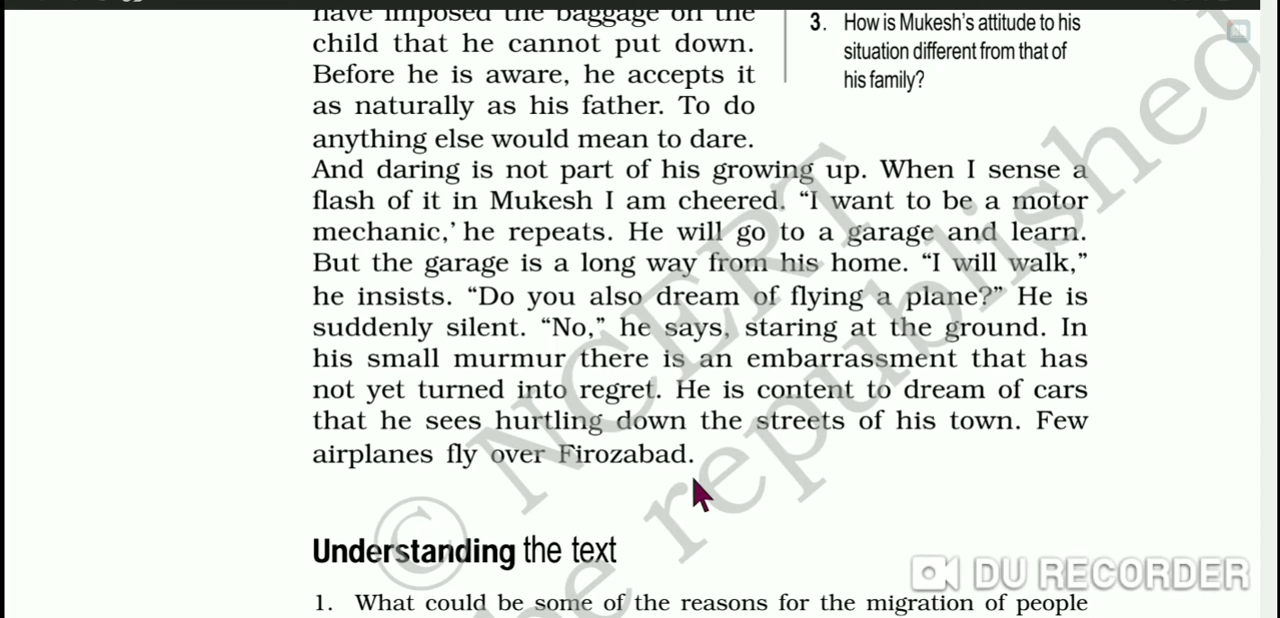 have imposed the baggage on the
child that he cannot put down.
Before he is aware, he accepts it
as naturally as his father. To do
anything else would mean to dare.
And daring is not part of his growing up. When I sense a
flash of it in Mukesh I am cheered. “I want to be a motor
mechanic,’ he repeats. He will go to a garage and learn.
But the garage is a long way from his home. “I will walk,”
he insists. “Do you also dream of flying a plane?” He is
suddenly silent. “No,” he says, staring at the ground. In
his small murmur there is an embarrassment that has
not yet turned into regret. He is content to dream of cars
that he sees hurtling down the streets of his town. Few
airplanes fly over Firozabad.
3. How is Mukesh’s attitude to his
situation different from that of
his family?
Understanding the text
1. What could be some of the reasons for the migration of people
© NCERT
be republished
DU RECORDER